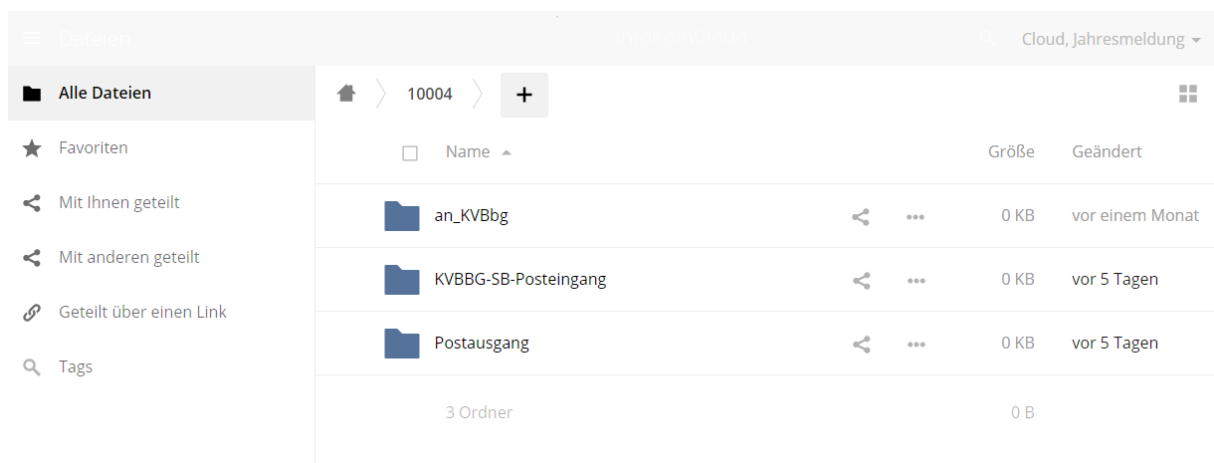 Dateien
Cloud, Jahresmeldung
Alle Dateien
Favoriten
Mit Ihnen geteilt
Mit anderen geteilt
Geteilt über einen Link
Tags
10004 +
Name Größe Geändert
an_KVBbg 0 KB vor einem Monat
KVBBG-SB-Posteingang 0 KB vor 5 Tagen
Postausgang 0 KB vor 5 Tagen
3 Ordner 0 B